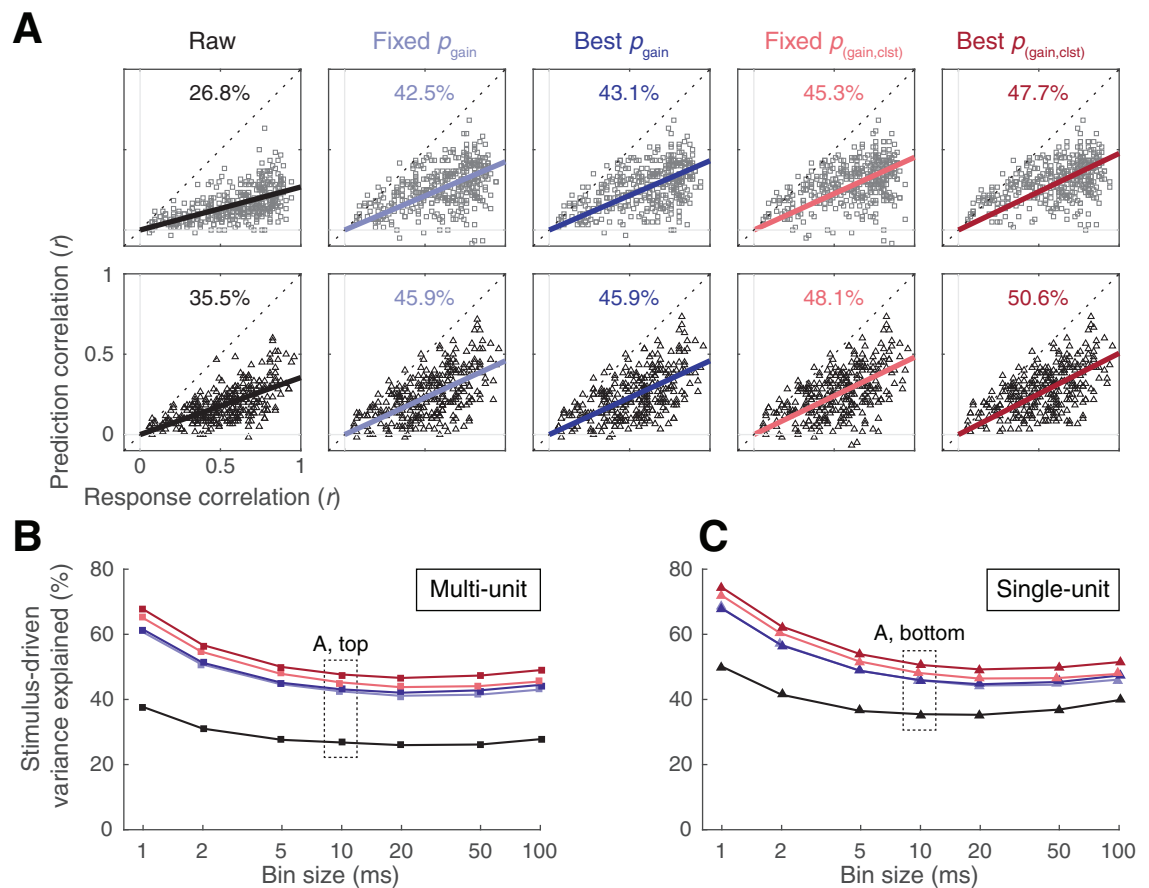 A
Raw Fixed pgain Best pgain Fixed p(gain,clst) Best p(gain,clst)
26.8% 42.5% 43.1% 45.3% 47.7%
Prediction correlation (r)
1
35.5% 45.9% 45.9% 48.1% 50.6%
0.5
0
0 0.5 1
Response correlation (r)
B
C
Stimulus-driven
variance explained (%)
80
Multi-unit
60
A, top
40
20
0
1 2 5 10 20 50 100
Bin size (ms)
80
Single-unit
60
A, bottom
40
20
0
1 2 5 10 20 50 100
Bin size (ms)